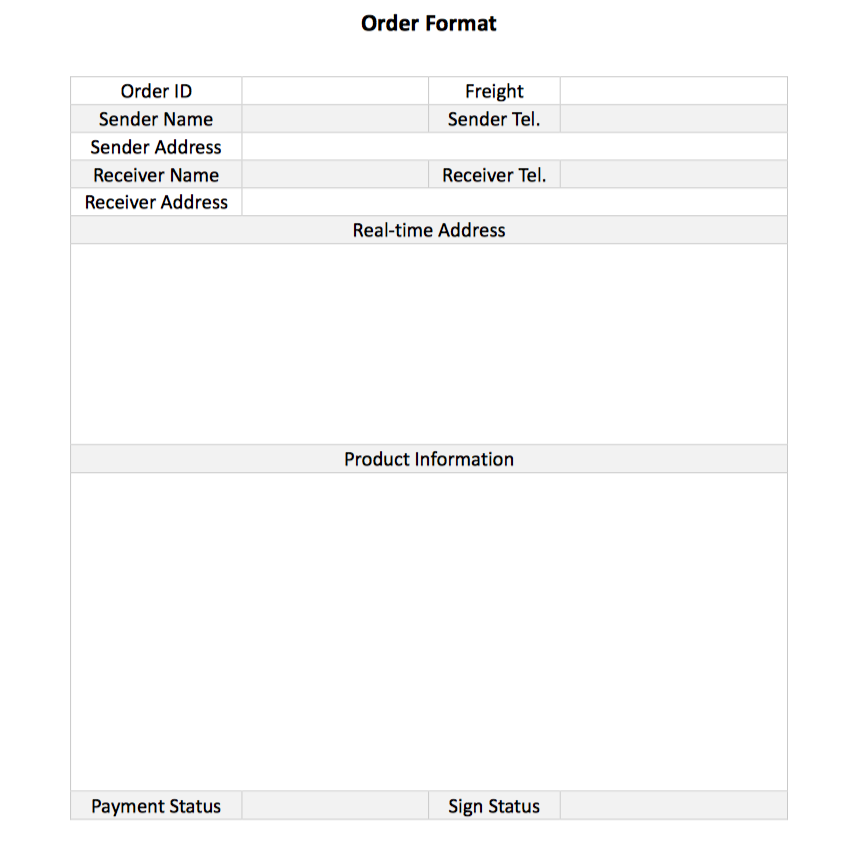 Order Format
Order ID Freight
Sender Name Sender Tel.
Sender Address
Receiver Name Receiver Tel.
Receiver Address
Real-time Address
Product Information
Payment Status Sign Status